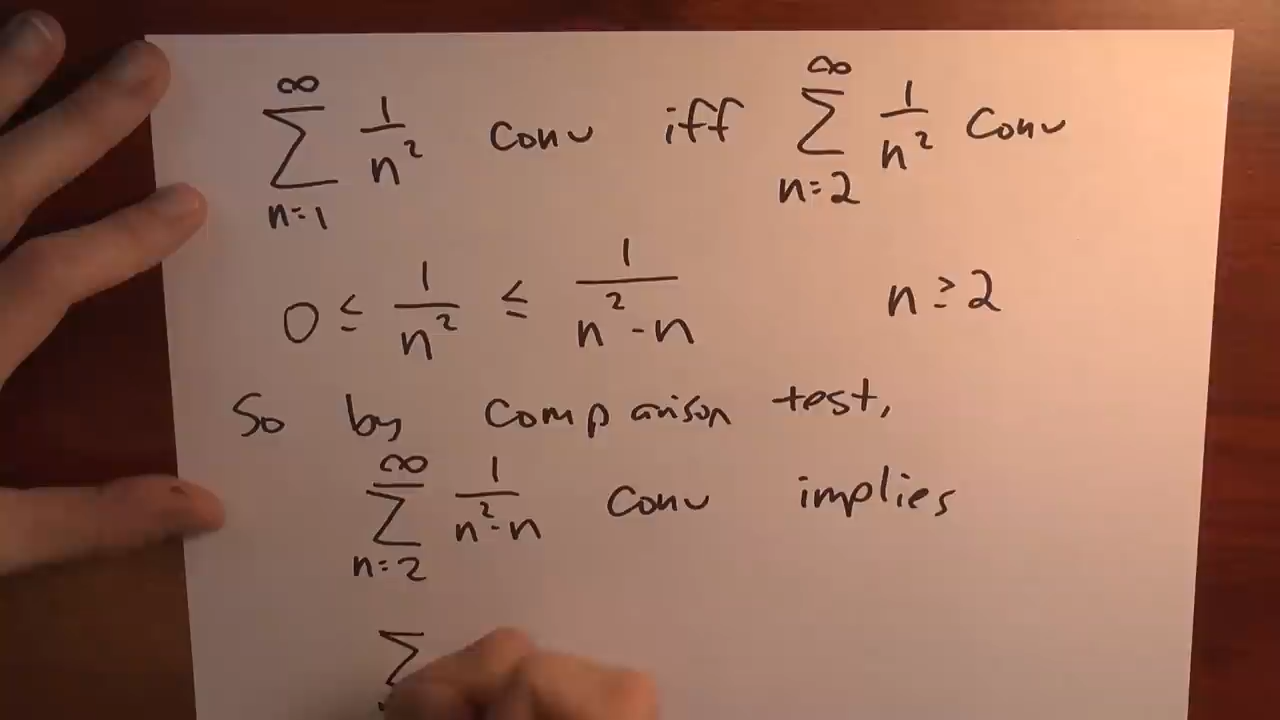 ∞ ∑ n=1 1/n² conv iff ∞ ∑ n=2 1/n² conv
0 ≤ 1/n² ≤ 1/n²-n n ≥ 2
So by comparison test,
∞ ∑ n=2 1/n²-n conv implies
∑